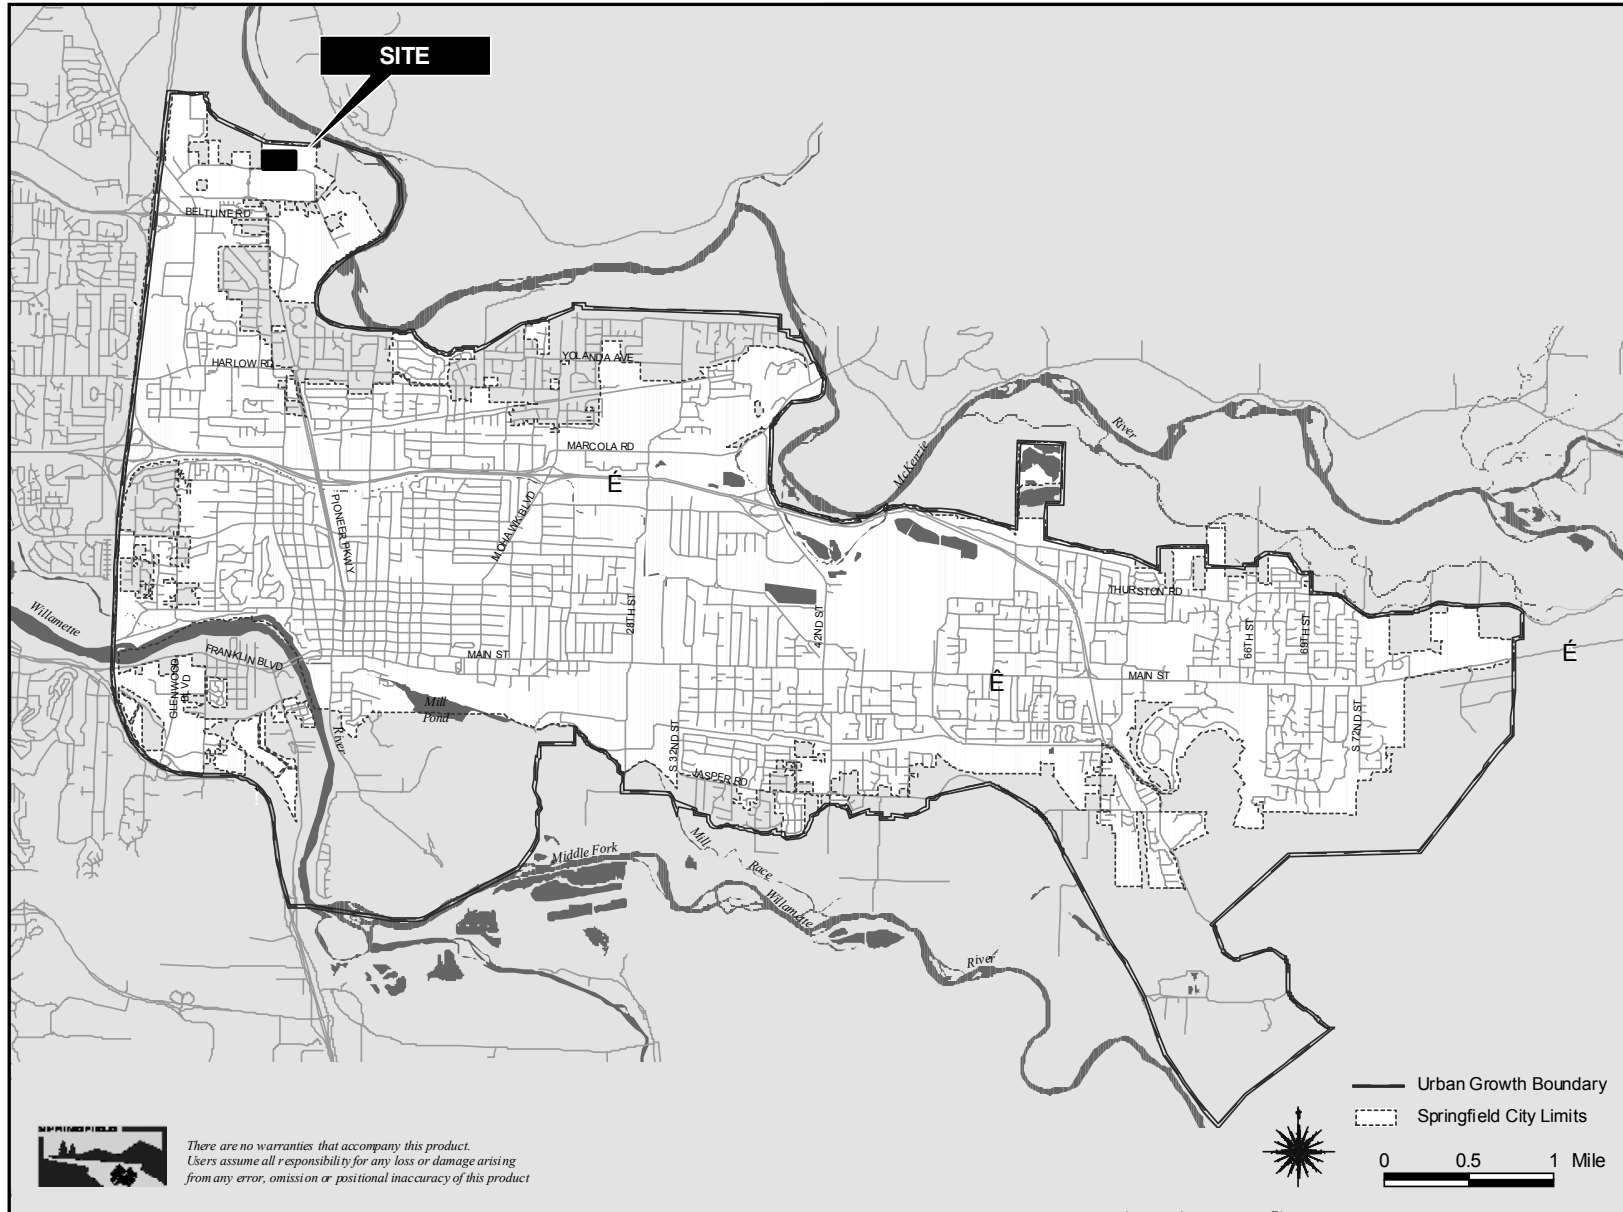 SITE
BELTLINE RD
HARLOW RD
YOLANDA AVE
MARCOLA RD
É
McKenzie
River
PIONEER PKWY
MOHAWK BLVD
28TH ST
42ND ST
THURSTON RD
66TH ST
69TH ST
Willamette
FRANKLIN BLVD
MAIN ST
MAIN ST
É
GLENWOOD
BLVD
Mill
Pond
River
S 32ND ST
JASPER RD
S 72ND ST
Middle Fork
Mill
Race
Willamette
River
Urban Growth Boundary
Springfield City Limits
0 0.5 1 Mile
SPRINGFIELD
There are no warranties that accompany this product.
Users assume all responsibility for any loss or damage arising
from any error, omission or positional inaccuracy of this product